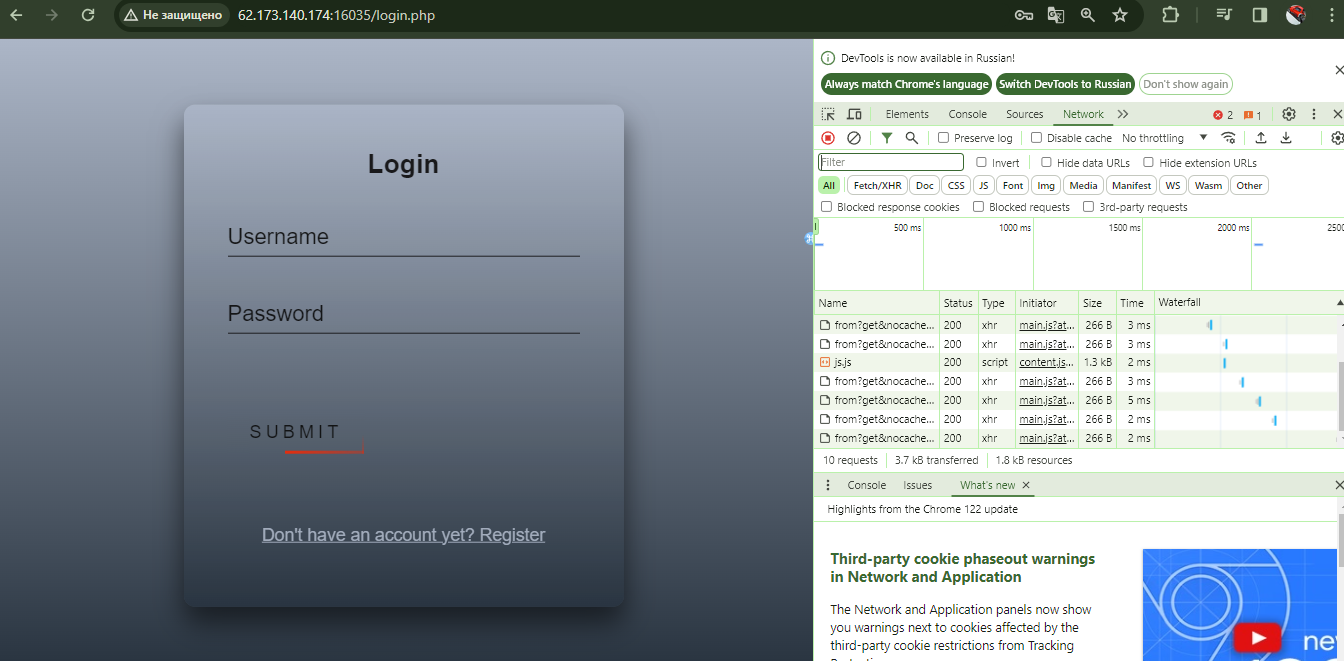 Не защищено 62.173.140.174:16035/login.php
Login
Username
Password
SUBMIT
Don't have an account yet? Register
DevTools is now available in Russian!
Always match Chrome's language Switch DevTools to Russian Don't show again
Elements Console Sources Network 2 1
Preserve log Disable cache No throttling
Filter Invert Hide data URLs Hide extension URLs
All Fetch/XHR Doc CSS JS Font Img Media Manifest WS Wasm Other
Blocked response cookies Blocked requests 3rd-party requests
500 ms 1000 ms 1500 ms 2000 ms 2500
Name Status Type Initiator Size Time Waterfall
from?get&nocache... 200 xhr main.js?at... 266 B 3 ms
from?get&nocache... 200 xhr main.js?at... 266 B 3 ms
js.js 200 script content.js... 1.3 kB 2 ms
from?get&nocache... 200 xhr main.js?at... 266 B 3 ms
from?get&nocache... 200 xhr main.js?at... 266 B 5 ms
from?get&nocache... 200 xhr main.js?at... 266 B 2 ms
from?get&nocache... 200 xhr main.js?at... 266 B 2 ms
10 requests 3.7 kB transferred 1.8 kB resources
Console Issues What's new
Highlights from the Chrome 122 update
Third-party cookie phaseout warnings
in Network and Application
The Network and Application panels now show
you warnings next to cookies affected by the
third-party cookie restrictions from Tracking
ne